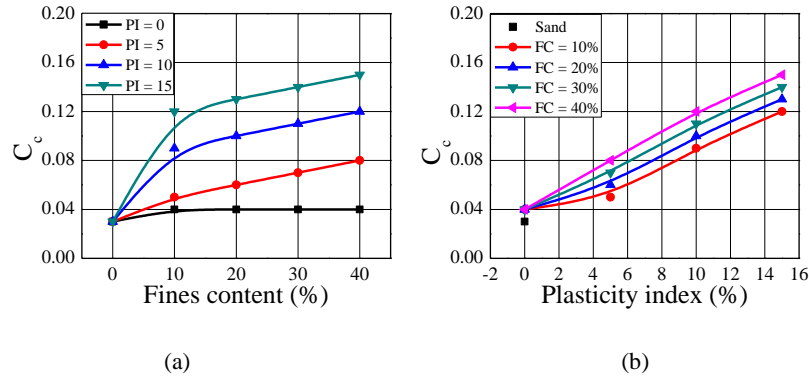 0.20
0.16
0.12
0.08
0.04
0.00
C_c
PI = 0
PI = 5
PI = 10
PI = 15
0 10 20 30 40
Fines content (%)
(a)
0.20
0.16
0.12
0.08
0.04
0.00
C_c
Sand
FC = 10%
FC = 20%
FC = 30%
FC = 40%
-2 0 2 4 6 8 10 12 14 16
Plasticity index (%)
(b)